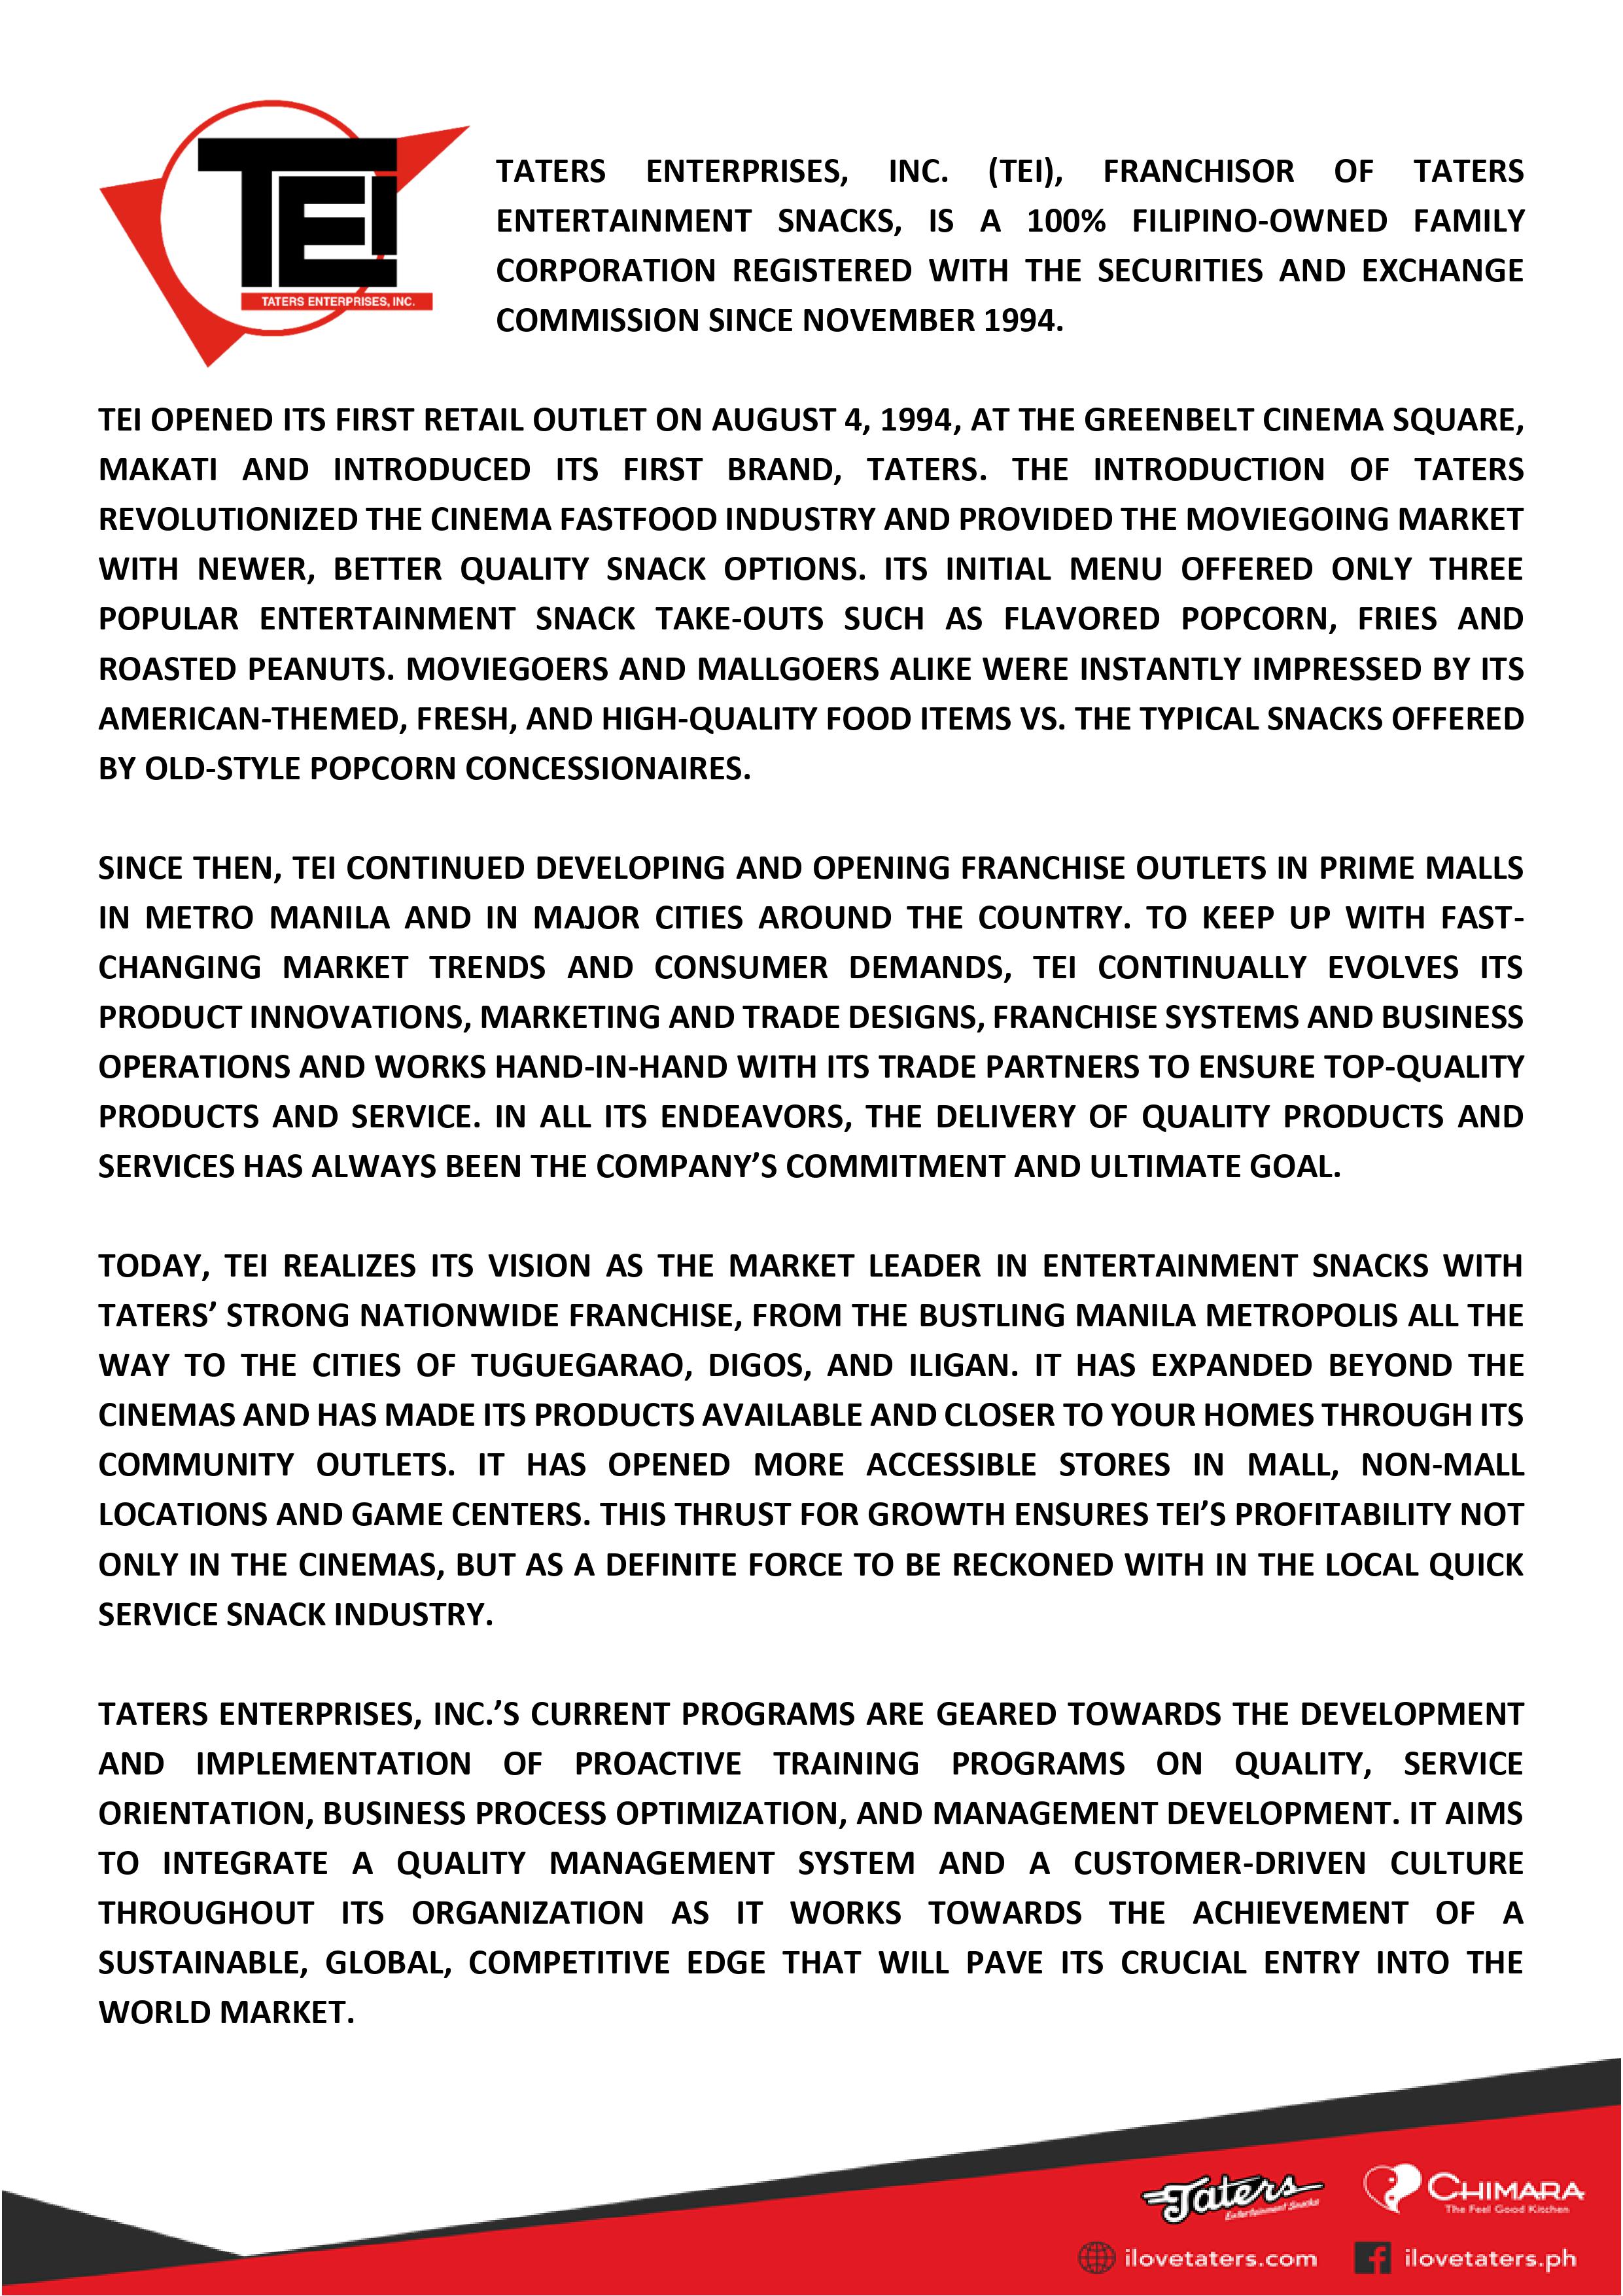 TEI
TATERS ENTERPRISES, INC.
TATERS ENTERPRISES, INC. (TEI), FRANCHISOR OF TATERS
ENTERTAINMENT SNACKS, IS A 100% FILIPINO-OWNED FAMILY
CORPORATION REGISTERED WITH THE SECURITIES AND EXCHANGE
COMMISSION SINCE NOVEMBER 1994.
TEI OPENED ITS FIRST RETAIL OUTLET ON AUGUST 4, 1994, AT THE GREENBELT CINEMA SQUARE,
MAKATI AND INTRODUCED ITS FIRST BRAND, TATERS. THE INTRODUCTION OF TATERS
REVOLUTIONIZED THE CINEMA FASTFOOD INDUSTRY AND PROVIDED THE MOVIEGOING MARKET
WITH NEWER, BETTER QUALITY SNACK OPTIONS. ITS INITIAL MENU OFFERED ONLY THREE
POPULAR ENTERTAINMENT SNACK TAKE-OUTS SUCH AS FLAVORED POPCORN, FRIES AND
ROASTED PEANUTS. MOVIEGOERS AND MALLGOERS ALIKE WERE INSTANTLY IMPRESSED BY ITS
AMERICAN-THEMED, FRESH, AND HIGH-QUALITY FOOD ITEMS VS. THE TYPICAL SNACKS OFFERED
BY OLD-STYLE POPCORN CONCESSIONAIRES.
SINCE THEN, TEI CONTINUED DEVELOPING AND OPENING FRANCHISE OUTLETS IN PRIME MALLS
IN METRO MANILA AND IN MAJOR CITIES AROUND THE COUNTRY. TO KEEP UP WITH FAST-
CHANGING MARKET TRENDS AND CONSUMER DEMANDS, TEI CONTINUALLY EVOLVES ITS
PRODUCT INNOVATIONS, MARKETING AND TRADE DESIGNS, FRANCHISE SYSTEMS AND BUSINESS
OPERATIONS AND WORKS HAND-IN-HAND WITH ITS TRADE PARTNERS TO ENSURE TOP-QUALITY
PRODUCTS AND SERVICE. IN ALL ITS ENDEAVORS, THE DELIVERY OF QUALITY PRODUCTS AND
SERVICES HAS ALWAYS BEEN THE COMPANY’S COMMITMENT AND ULTIMATE GOAL.
TODAY, TEI REALIZES ITS VISION AS THE MARKET LEADER IN ENTERTAINMENT SNACKS WITH
TATERS’ STRONG NATIONWIDE FRANCHISE, FROM THE BUSTLING MANILA METROPOLIS ALL THE
WAY TO THE CITIES OF TUGUEGARAO, DIGOS, AND ILIGAN. IT HAS EXPANDED BEYOND THE
CINEMAS AND HAS MADE ITS PRODUCTS AVAILABLE AND CLOSER TO YOUR HOMES THROUGH ITS
COMMUNITY OUTLETS. IT HAS OPENED MORE ACCESSIBLE STORES IN MALL, NON-MALL
LOCATIONS AND GAME CENTERS. THIS THRUST FOR GROWTH ENSURES TEI’S PROFITABILITY NOT
ONLY IN THE CINEMAS, BUT AS A DEFINITE FORCE TO BE RECKONED WITH IN THE LOCAL QUICK
SERVICE SNACK INDUSTRY.
TATERS ENTERPRISES, INC.’S CURRENT PROGRAMS ARE GEARED TOWARDS THE DEVELOPMENT
AND IMPLEMENTATION OF PROACTIVE TRAINING PROGRAMS ON QUALITY, SERVICE
ORIENTATION, BUSINESS PROCESS OPTIMIZATION, AND MANAGEMENT DEVELOPMENT. IT AIMS
TO INTEGRATE A QUALITY MANAGEMENT SYSTEM AND A CUSTOMER-DRIVEN CULTURE
THROUGHOUT ITS ORGANIZATION AS IT WORKS TOWARDS THE ACHIEVEMENT OF A
SUSTAINABLE, GLOBAL, COMPETITIVE EDGE THAT WILL PAVE ITS CRUCIAL ENTRY INTO THE
WORLD MARKET.
Taters
Entertainment Snacks
CHIMARA
The Feel Good Kitchen
ilovetaters.com
ilovetaters.ph